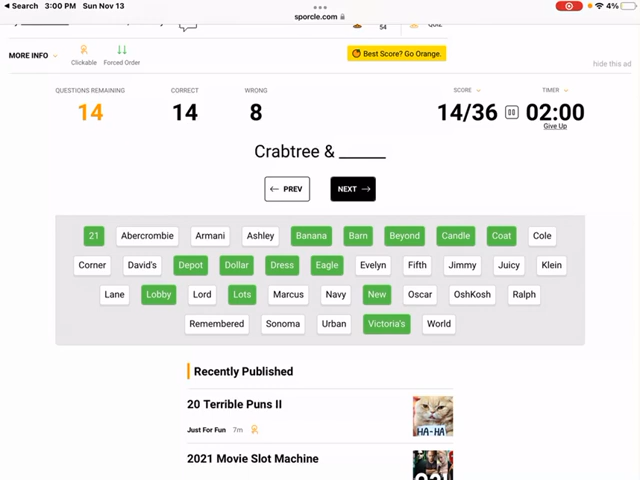 Search 3:00 PM Sun Nov 13
4%
sporcle.com
54
MORE INFO
Clickable
Forced Order
Best Score? Go Orange.
hide this ad
QUESTIONS REMAINING CORRECT WRONG SCORE TIMER
14 14 8 14/36 02:00
Give Up
Crabtree & ______
← PREV NEXT →
21 Abercrombie Armani Ashley Banana Barn Beyond Candle Coat Cole
Corner David's Depot Dollar Dress Eagle Evelyn Fifth Jimmy Juicy Klein
Lane Lobby Lord Lots Marcus Navy New Oscar OshKosh Ralph
Remembered Sonoma Urban Victoria's World
Recently Published
20 Terrible Puns II
Just For Fun 7m
HA-HA
2021 Movie Slot Machine